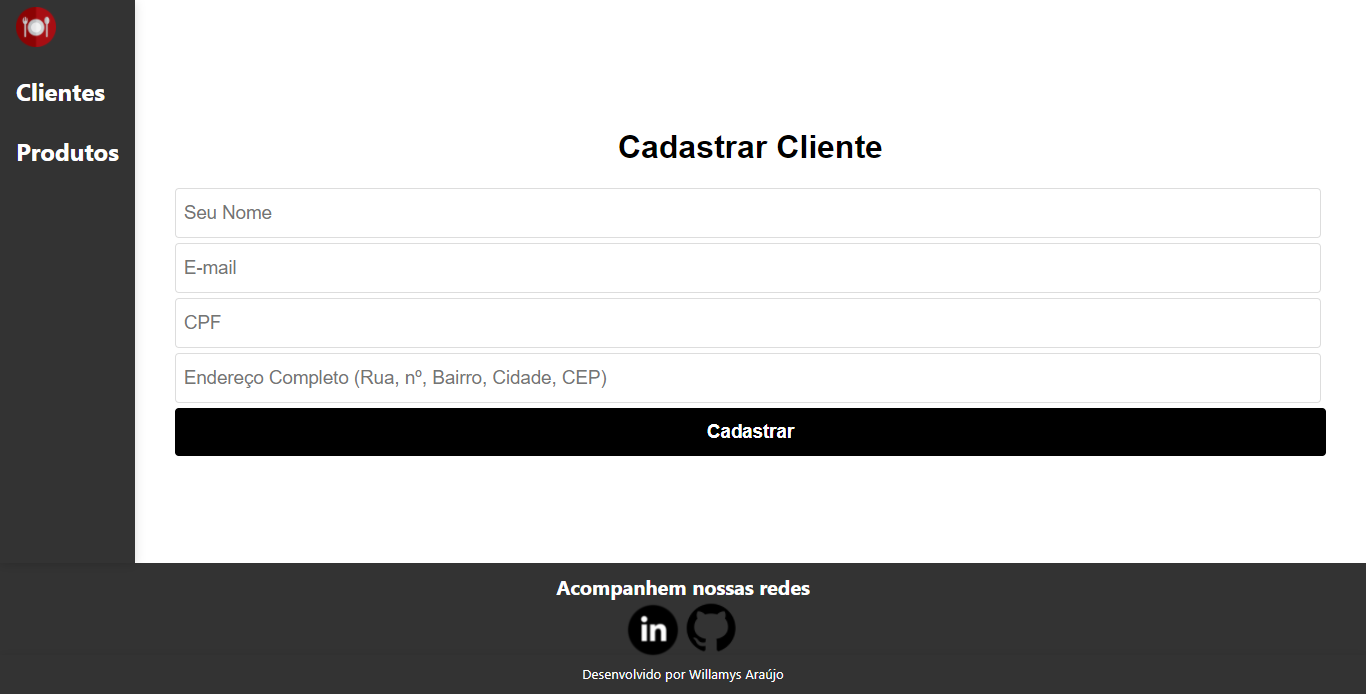 Clientes
Produtos
Cadastrar Cliente
Seu Nome
E-mail
CPF
Endereço Completo (Rua, nº, Bairro, Cidade, CEP)
Cadastrar
Acompanhem nossas redes
in
Desenvolvido por Willamys Araújo